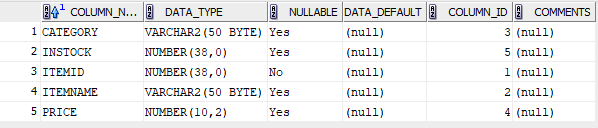 COLUMN_N... DATA_TYPE NULLABLE DATA_DEFAULT COLUMN_ID COMMENTS
1 CATEGORY VARCHAR2(50 BYTE) Yes (null) 3 (null)
2 INSTOCK NUMBER(38,0) Yes (null) 5 (null)
3 ITEMID NUMBER(38,0) No (null) 1 (null)
4 ITEMNAME VARCHAR2(50 BYTE) Yes (null) 2 (null)
5 PRICE NUMBER(10,2) Yes (null) 4 (null)